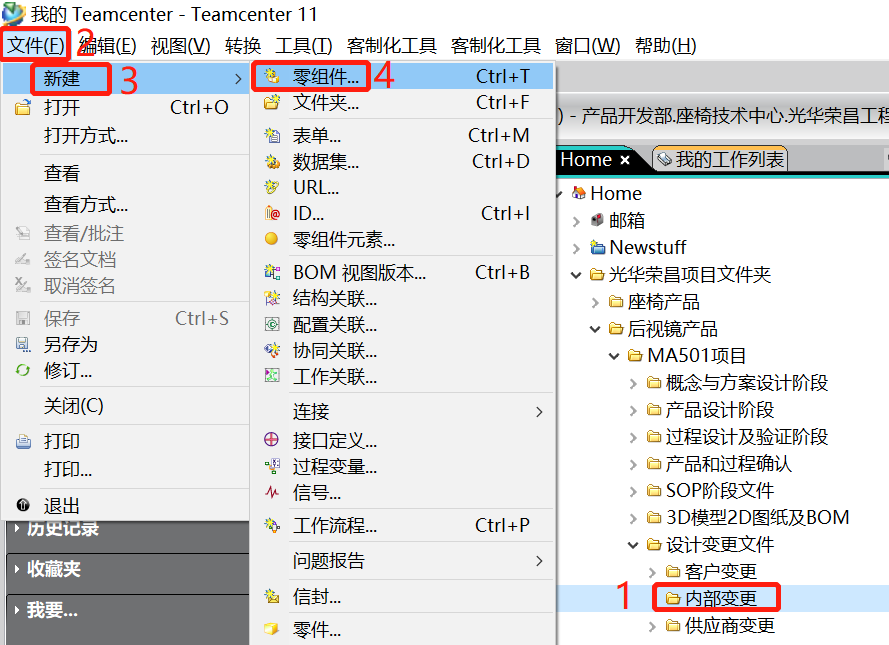 我的 Teamcenter - Teamcenter 11
文件(F) 编辑(E) 视图(V) 转换 工具(T) 客制化工具 客制化工具 窗口(W) 帮助(H)
2
新建
3
打开 Ctrl+O
打开方式...
查看
查看方式...
查看/批注
签名文档
取消签名
保存 Ctrl+S
另存为
修订...
关闭(C)
打印
打印...
退出
历史记录
收藏夹
我要...
零组件... Ctrl+T
4
文件夹... Ctrl+F
表单... Ctrl+M
数据集... Ctrl+D
URL...
ID... Ctrl+I
零组件元素...
BOM 视图版本... Ctrl+B
结构关联...
配置关联...
协同关联...
工作关联...
连接
接口定义...
过程变量...
信号...
工作流程... Ctrl+P
问题报告
信封...
零件...
) - 产品开发部.座椅技术中心.光华荣昌工程
Home 我的工作列表
Home
邮箱
Newstuff
光华荣昌项目文件夹
座椅产品
后视镜产品
MA501项目
概念与方案设计阶段
产品设计阶段
过程设计及验证阶段
产品和过程确认
SOP阶段文件
3D模型2D图纸及BOM
设计变更文件
客户变更
1 内部变更
供应商变更